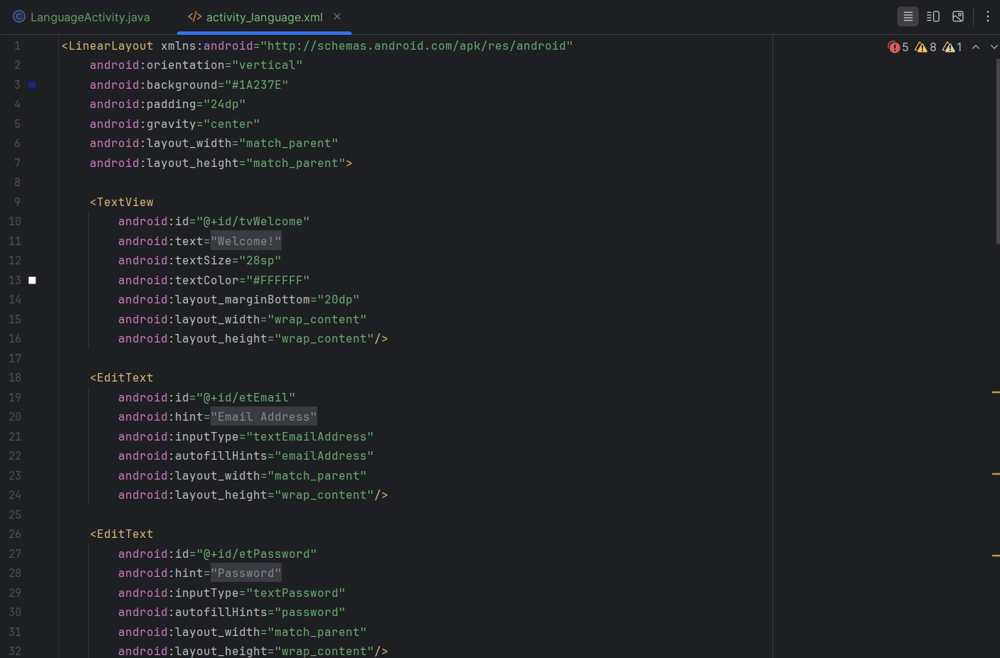 LanguageActivity.java activity_language.xml
5 8 1
1 <LinearLayout xmlns:android="http://schemas.android.com/apk/res/android"
2 android:orientation="vertical"
3 android:background="#1A237E"
4 android:padding="24dp"
5 android:gravity="center"
6 android:layout_width="match_parent"
7 android:layout_height="match_parent">
8
9 <TextView
10 android:id="@+id/tvWelcome"
11 android:text="Welcome!"
12 android:textSize="28sp"
13 android:textColor="#FFFFFF"
14 android:layout_marginBottom="20dp"
15 android:layout_width="wrap_content"
16 android:layout_height="wrap_content"/>
17
18 <EditText
19 android:id="@+id/etEmail"
20 android:hint="Email Address"
21 android:inputType="textEmailAddress"
22 android:autofillHints="emailAddress"
23 android:layout_width="match_parent"
24 android:layout_height="wrap_content"/>
25
26 <EditText
27 android:id="@+id/etPassword"
28 android:hint="Password"
29 android:inputType="textPassword"
30 android:autofillHints="password"
31 android:layout_width="match_parent"
32 android:layout_height="wrap_content"/>